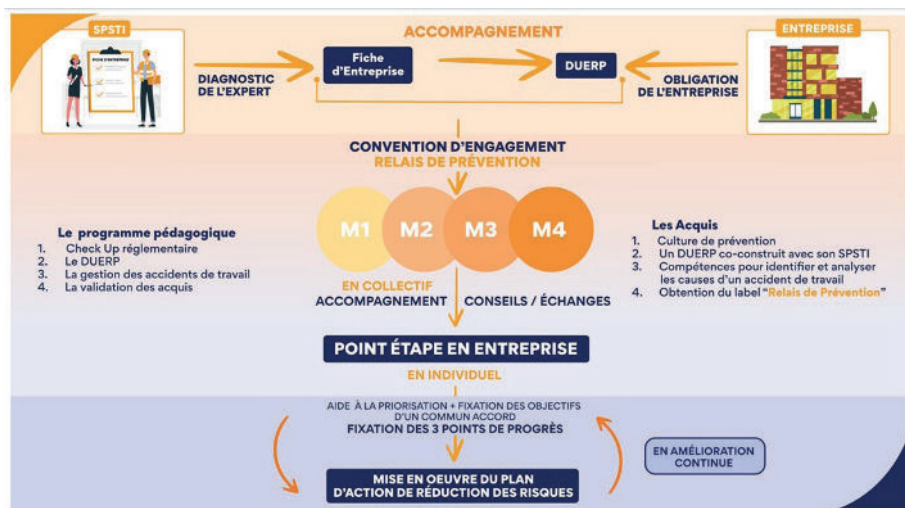 SPSTI
FICHE D'ENTREPRISE
ACCOMPAGNEMENT
ENTREPRISE
Fiche
d'Entreprise
DUERP
DIAGNOSTIC
DE L'EXPERT
OBLIGATION
DE L'ENTREPRISE
CONVENTION D'ENGAGEMENT
RELAIS DE PRÉVENTION
M1
M2
M3
M4
Le programme pédagogique
1. Check Up réglementaire
2. Le DUERP
3. La gestion des accidents de travail
4. La validation des acquis
Les Acquis
1. Culture de prévention
2. Un DUERP co-construit avec son SPSTI
3. Compétences pour identifier et analyser
les causes d'un accident de travail
4. Obtention du label "Relais de Prévention"
EN COLLECTIF
ACCOMPAGNEMENT
CONSEILS / ÉCHANGES
POINT ÉTAPE EN ENTREPRISE
EN INDIVIDUEL
AIDE À LA PRIORISATION + FIXATION DES OBJECTIFS
D'UN COMMUN ACCORD
FIXATION DES 3 POINTS DE PROGRÈS
EN AMÉLIORATION
CONTINUE
MISE EN OEUVRE DU PLAN
D'ACTION DE RÉDUCTION DES RISQUES